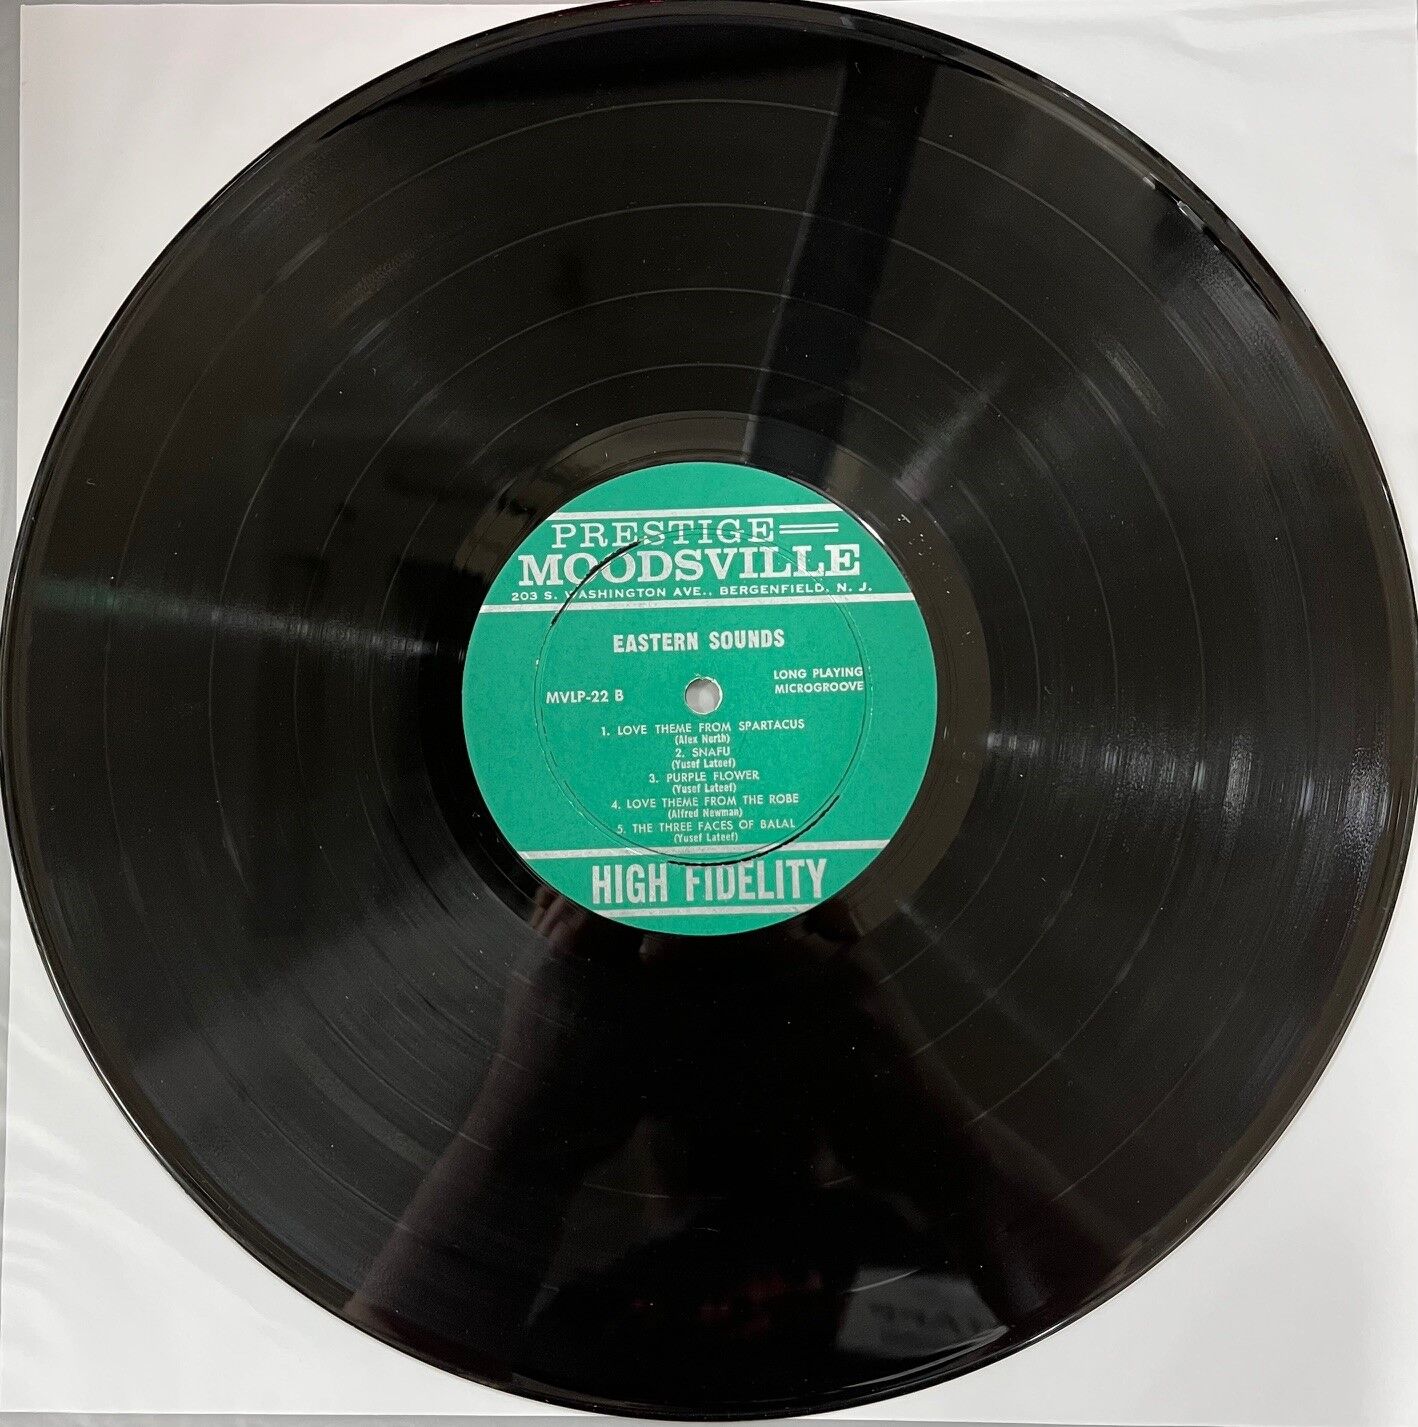 PRESTIGE
MOODSVILLE
203 S. WASHINGTON AVE., BERGENFIELD, N. J.
EASTERN SOUNDS
LONG PLAYING
MICROGROOVE
MVLP-22 B
1. LOVE THEME FROM SPARTACUS
(Alex North)
2. SNAFU
(Yusef Lateef)
3. PURPLE FLOWER
(Yusef Lateef)
4. LOVE THEME FROM THE ROBE
(Alfred Newman)
5. THE THREE FACES OF BALAL
(Yusef Lateef)
HIGH FIDELITY